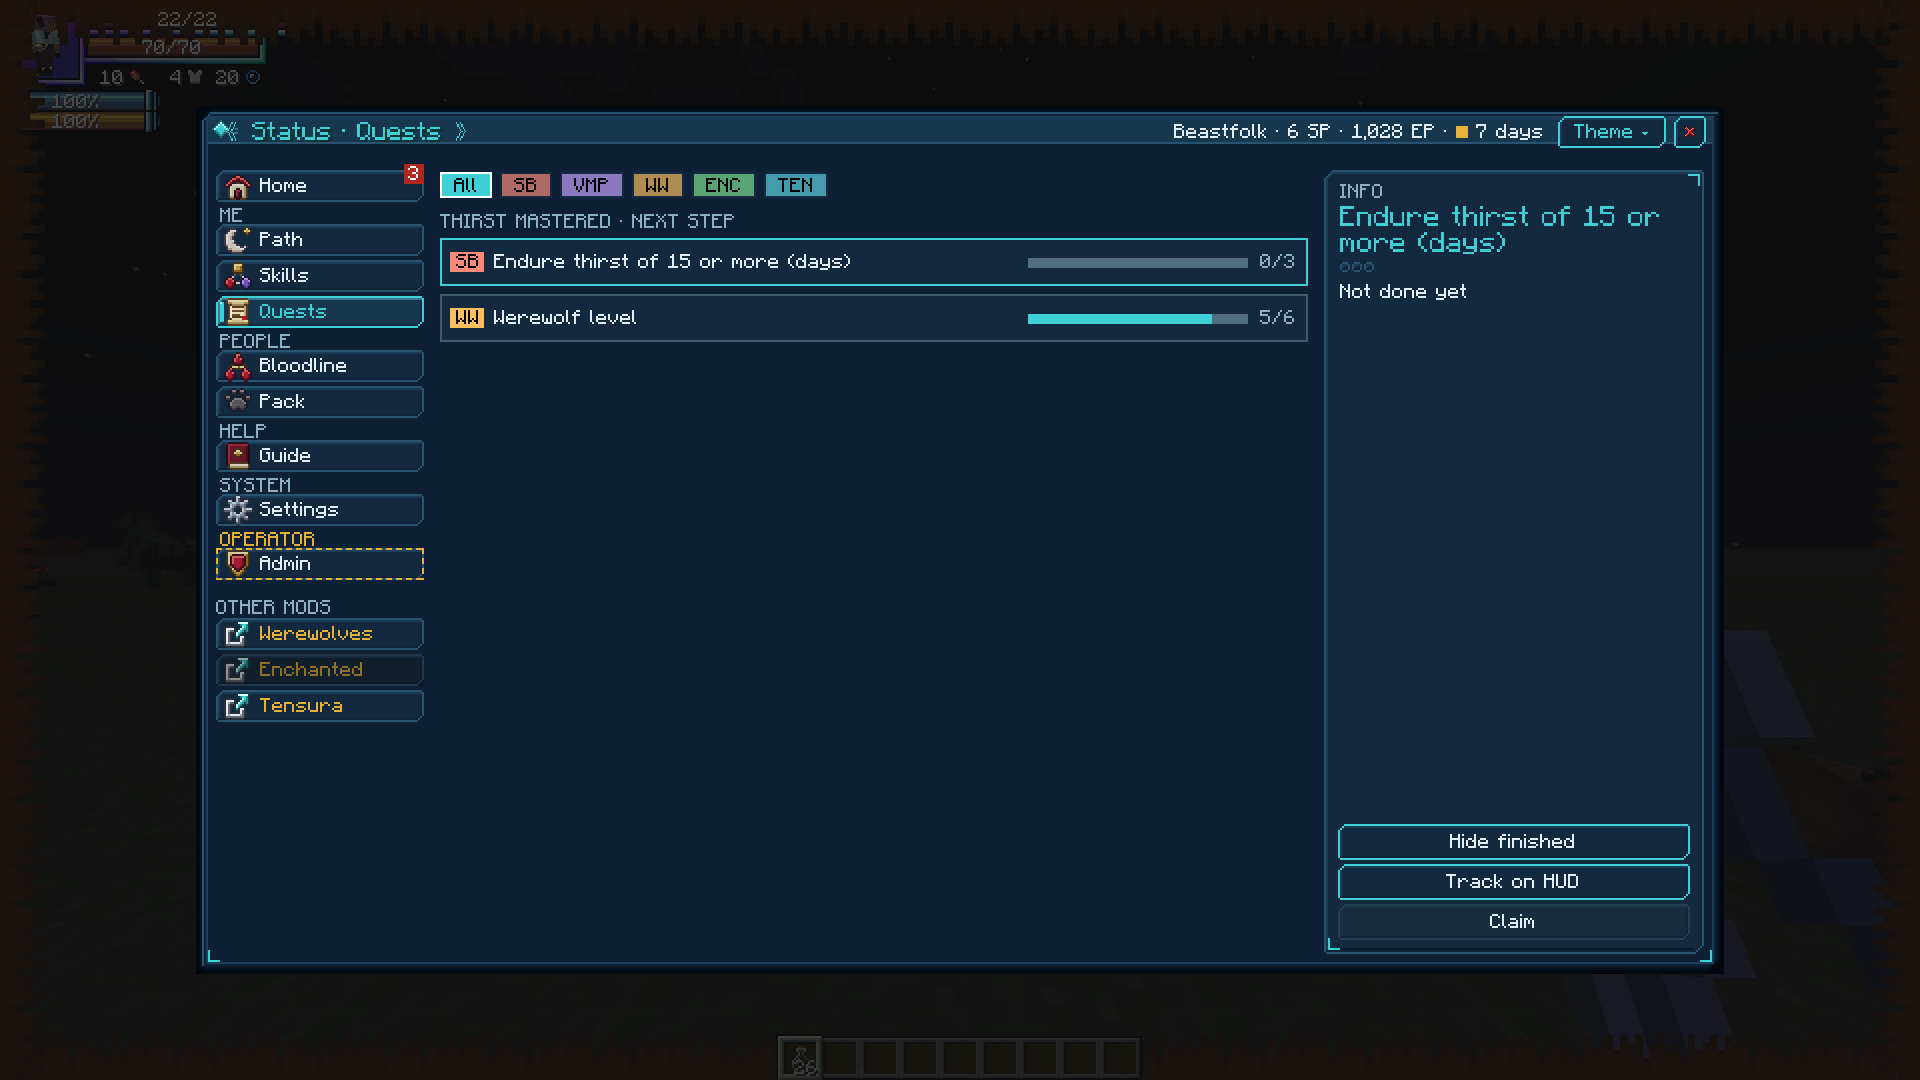 22/22
70/70
10 4 20
100%
100%
Status · Quests
Beastfolk · 6 SP · 1,028 EP · 7 days
Theme
Home
3
ME
Path
Skills
Quests
PEOPLE
Bloodline
Pack
HELP
Guide
SYSTEM
Settings
OPERATOR
Admin
OTHER MODS
Werewolves
Enchanted
Tensura
All SB VMP WW ENC TEN
THIRST MASTERED · NEXT STEP
SB Endure thirst of 15 or more (days) 0/3
WW Werewolf level 5/6
INFO
Endure thirst of 15 or
more (days)
Not done yet
Hide finished
Track on HUD
Claim
26